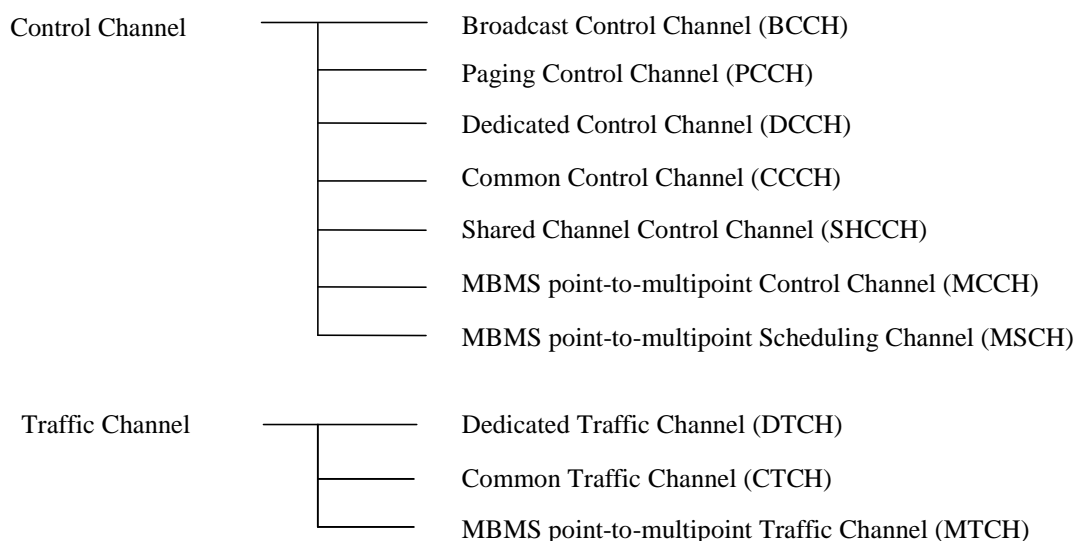 Control Channel
Broadcast Control Channel (BCCH)
Paging Control Channel (PCCH)
Dedicated Control Channel (DCCH)
Common Control Channel (CCCH)
Shared Channel Control Channel (SHCCH)
MBMS point-to-multipoint Control Channel (MCCH)
MBMS point-to-multipoint Scheduling Channel (MSCH)
Traffic Channel
Dedicated Traffic Channel (DTCH)
Common Traffic Channel (CTCH)
MBMS point-to-multipoint Traffic Channel (MTCH)